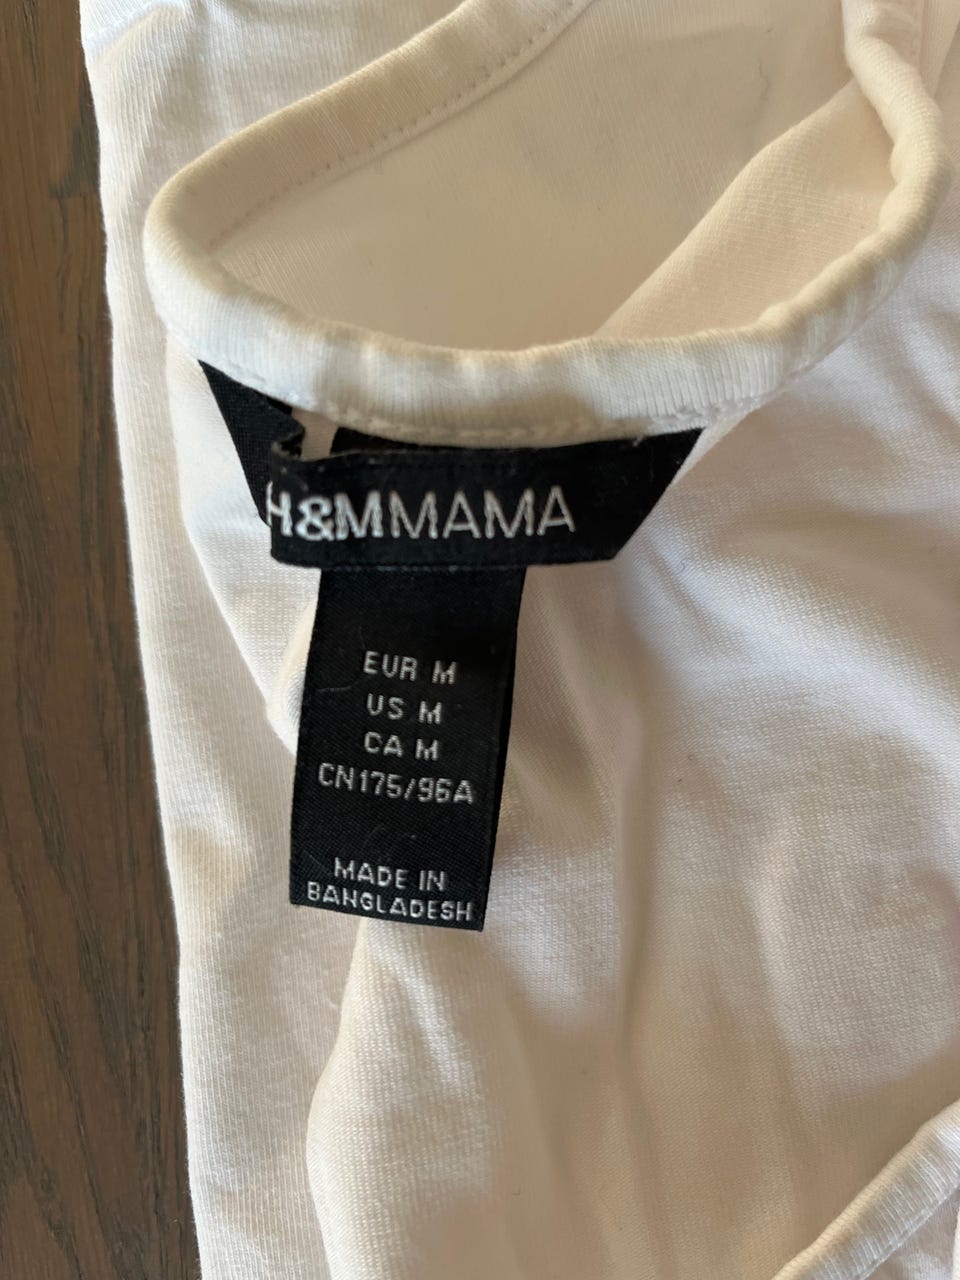 H&MMAMA
EUR M
US M
CA M
CN175/96A
MADE IN
BANGLADESH